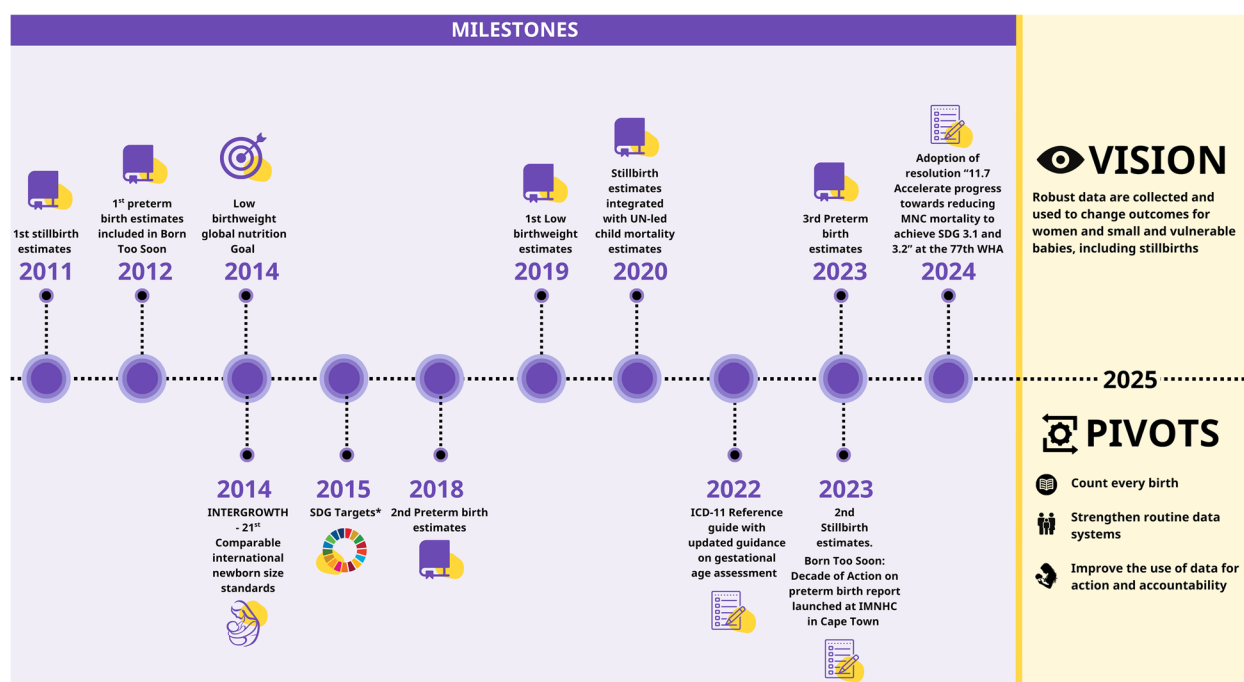 MILESTONES
1st stillbirth
estimates
2011
1st preterm
birth estimates
included in Born
Too Soon
2012
Low
birthweight
global nutrition
Goal
2014
1st Low
birthweight
estimates
2019
Stillbirth
estimates
integrated
with UN-led
child mortality
estimates
2020
3rd Preterm
birth
estimates
2023
Adoption of
resolution “11.7
Accelerate progress
towards reducing
MNC mortality to
achieve SDG 3.1 and
3.2” at the 77th WHA
2024
2014
INTERGROWTH
- 21st
Comparable
international
newborn size
standards
2015
SDG Targets*
2018
2nd Preterm birth
estimates
2022
ICD-11 Reference
guide with
updated guidance
on gestational
age assessment
2023
2nd
Stillbirth
estimates.
Born Too Soon:
Decade of Action on
preterm birth report
launched at IMNHC
in Cape Town
VISION
Robust data are collected and
used to change outcomes for
women and small and vulnerable
babies, including stillbirths
2025
PIVOTS
Count every birth
Strengthen routine data
systems
Improve the use of data for
action and accountability